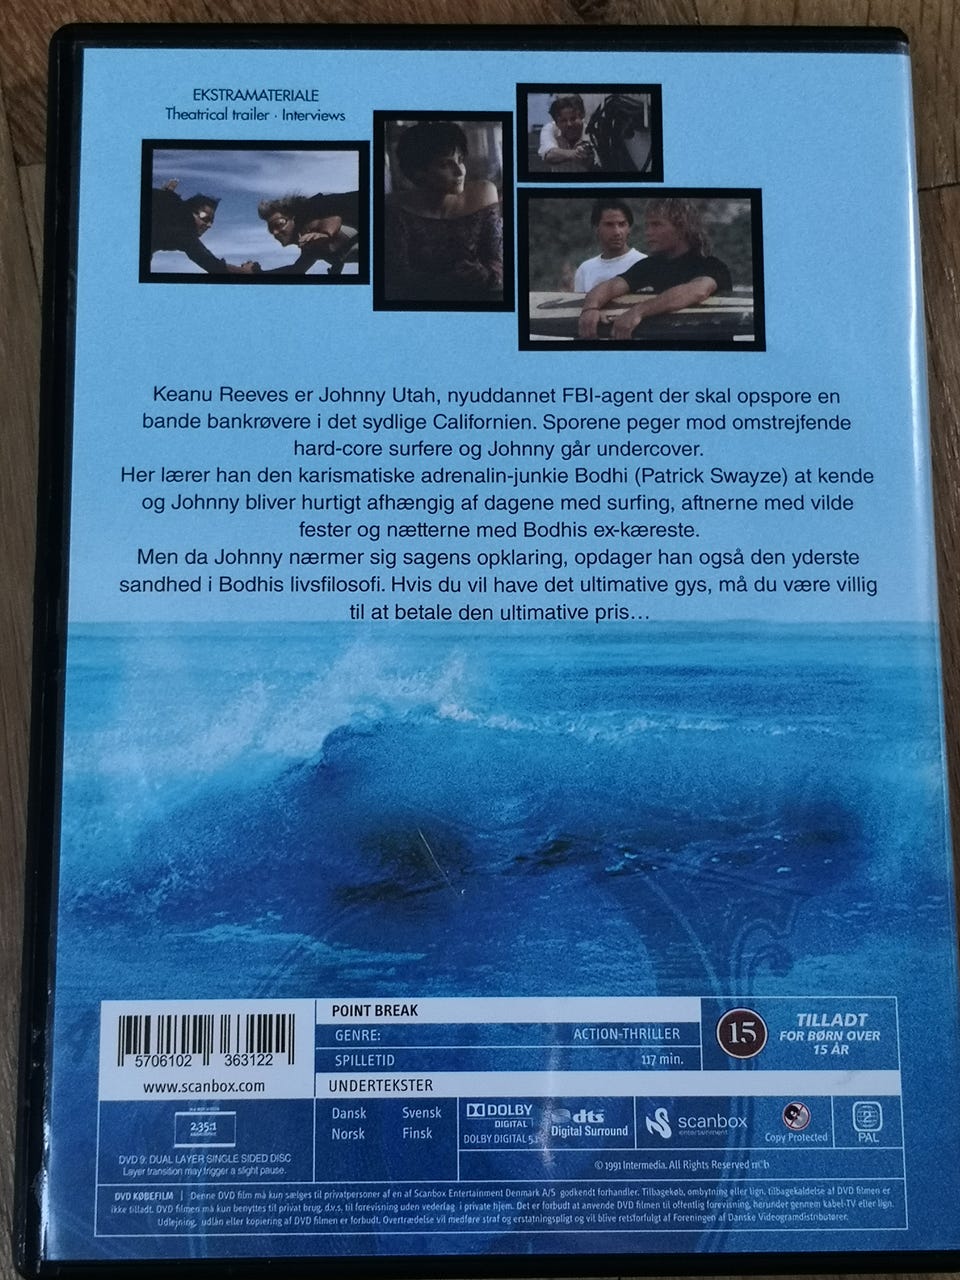 EKSTRAMATERIALE
Theatrical trailer · Interviews
Keanu Reeves er Johnny Utah, nyuddannet FBI-agent der skal opspore en
bande bankrøvere i det sydlige Californien. Sporene peger mod omstrejfende
hard-core surfere og Johnny går undercover.
Her lærer han den karismatiske adrenalin-junkie Bodhi (Patrick Swayze) at kende
og Johnny bliver hurtigt afhængig af dagene med surfing, aftnerne med vilde
fester og nætterne med Bodhis ex-kæreste.
Men da Johnny nærmer sig sagens opklaring, opdager han også den yderste
sandhed i Bodhis livsfilosofi. Hvis du vil have det ultimative gys, må du være villig
til at betale den ultimative pris...
5706102 363122
www.scanbox.com
POINT BREAK
GENRE: ACTION-THRILLER
SPILLETID 117 min.
UNDERTEKSTER
15
TILLADT
FOR BØRN OVER
15 ÅR
Dansk Svensk
Norsk Finsk
2.35:1
DVD 9: DUAL LAYER SINGLE SIDED DISC
Layer transition may trigger a slight pause.
DOLBY
DIGITAL
DOLBY DIGITAL 5.1
dts
Digital Surround
scanbox
entertainment
Copy Protected
2
PAL
© 1991 Intermedia. All Rights Reserved
DVD KØBEFILM | Denne DVD film må kun sælges til privatpersoner af en af Scanbox Entertainment Denmark A/S godkendt forhandler. Tilbagekøb, ombytning eller lign. tilbagekaldelse af DVD filmen er
ikke tilladt. DVD filmen må kun benyttes til privat brug, d.v.s. til forevisning uden vederlag i private hjem. Det er forbudt at anvende DVD filmen til offentlig forevisning, herunder gennem kabel-TV eller lign.
Udlejning, udlån eller kopiering af DVD filmen er forbudt. Overtrædelse vil medføre straf og erstatningspligt og vil blive retsforfulgt af Foreningen af Danske Videogramdistributører.